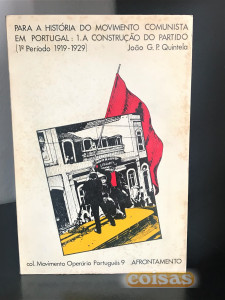 PARA A HISTÓRIA DO MOVIMENTO COMUNISTA
EM PORTUGAL: 1. A CONSTRUÇÃO DO PARTIDO
(1º Período 1919-1929) João G. P. Quintela
col. Movimento Operário Português 9 AFRONTAMENTO
coisas